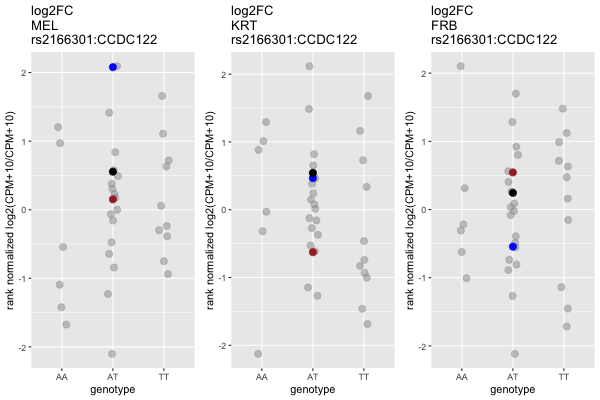 log2FC
MEL
rs2166301:CCDC122
rank normalized log2(CPM+10/CPM+10)
2
1
0
-1
-2
AA
AT
TT
genotype
log2FC
KRT
rs2166301:CCDC122
rank normalized log2(CPM+10/CPM+10)
2
1
0
-1
-2
AA
AT
TT
genotype
log2FC
FRB
rs2166301:CCDC122
rank normalized log2(CPM+10/CPM+10)
2
1
0
-1
-2
AA
AT
TT
genotype